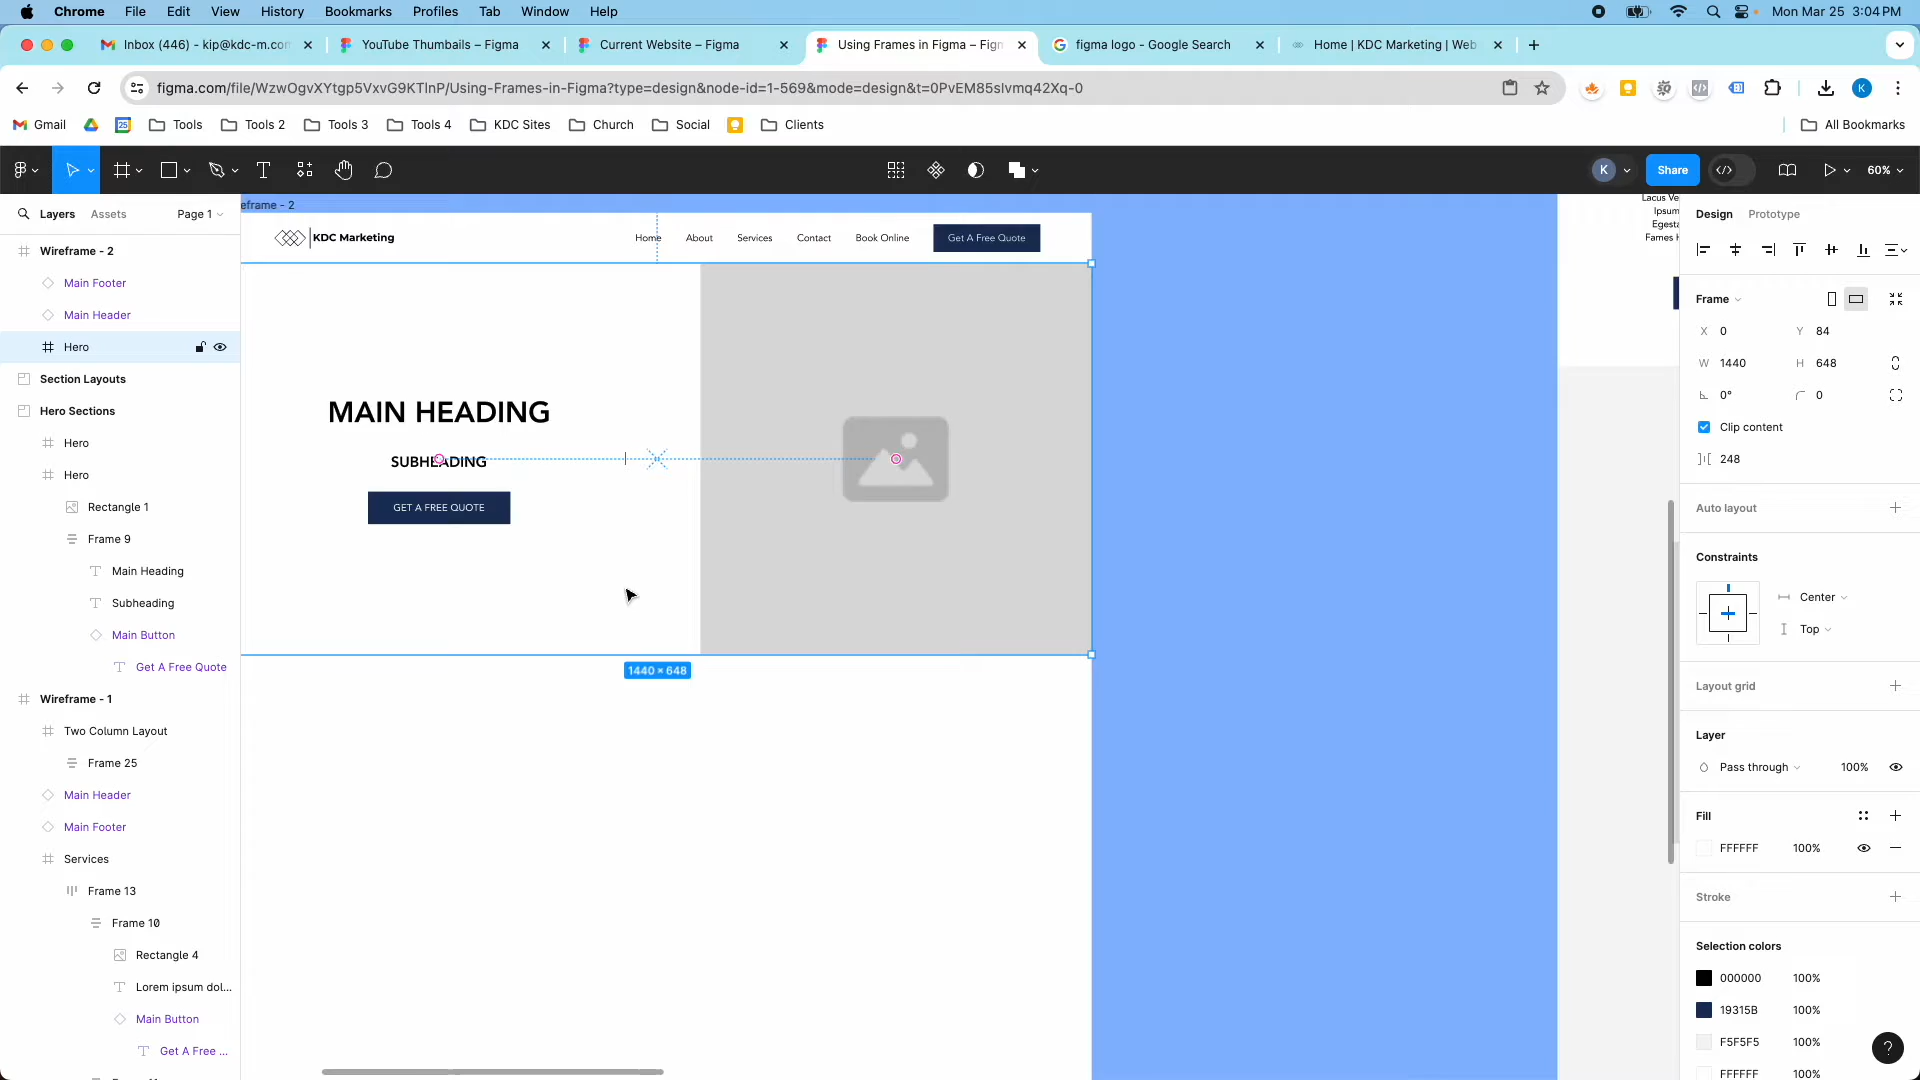 Chrome File Edit View History Bookmarks Profiles Tab Window Help Mon Mar 25 3:04 PM
Inbox (446) - kip@kdc-m.con
YouTube Thumbails – Figma
Current Website – Figma
Using Frames in Figma – Fign
figma logo - Google Search
Home | KDC Marketing | Web
figma.com/file/WzwOgvXYtgp5VxvG9KTlnP/Using-Frames-in-Figma?type=design&node-id=1-569&mode=design&t=0PvEM85slvmq42Xq-0
K
Gmail Tools Tools 2 Tools 3 Tools 4 KDC Sites Church Social Clients All Bookmarks
K Share 60%
Layers Assets Page 1
Wireframe - 2
Main Footer
Main Header
Hero
Section Layouts
Hero Sections
Hero
Hero
Rectangle 1
Frame 9
Main Heading
Subheading
Main Button
Get A Free Quote
Wireframe - 1
Two Column Layout
Frame 25
Main Header
Main Footer
Services
Frame 13
Frame 10
Rectangle 4
Lorem ipsum dol...
Main Button
Get A Free ...
eframe - 2
KDC Marketing
Home About Services Contact Book Online Get A Free Quote
MAIN HEADING
SUBHEADING
GET A FREE QUOTE
1440 × 648
Lacus Ve
Ipsum
Egesta
Fames H
Design Prototype
Frame
X 0 Y 84
W 1440 H 648
0° 0
Clip content
248
Auto layout
Constraints
Center
Top
Layout grid
Layer
Pass through 100%
Fill
FFFFFF 100%
Stroke
Selection colors
000000 100%
19315B 100%
F5F5F5 100%
FFFFFF 100%
?